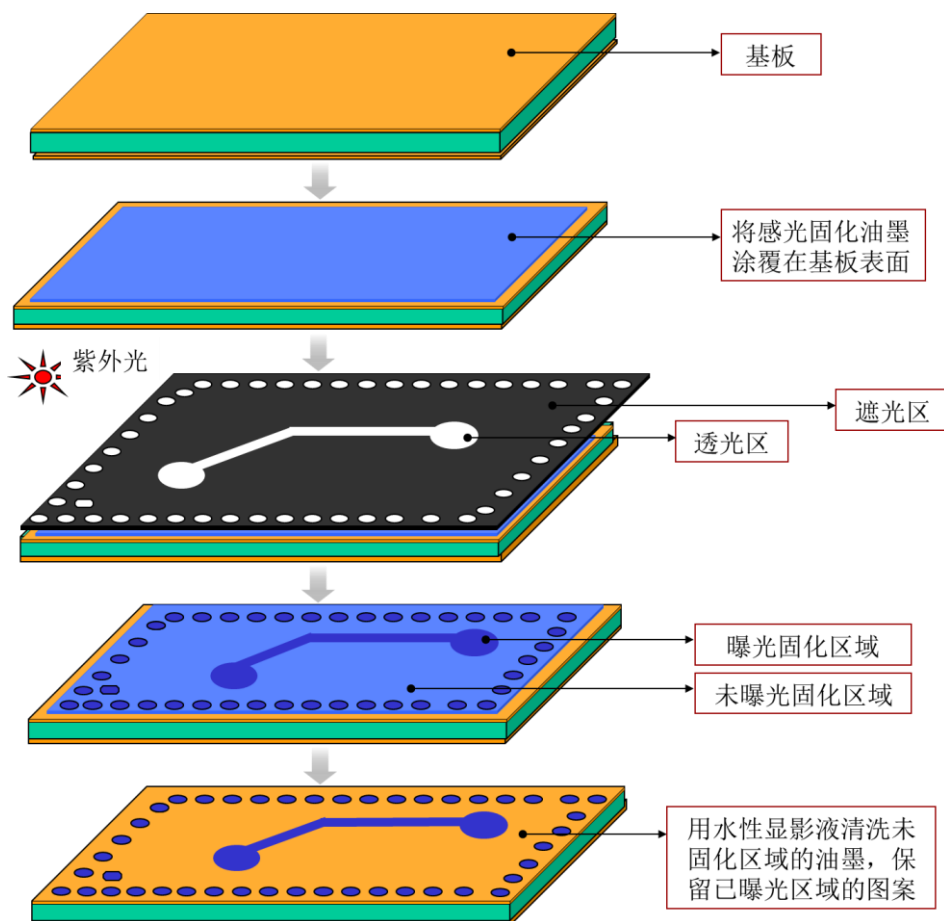 基板
将感光固化油墨
涂覆在基板表面
紫外光
遮光区
透光区
曝光固化区域
未曝光固化区域
用水性显影液清洗未
固化区域的油墨，保
留已曝光区域的图案